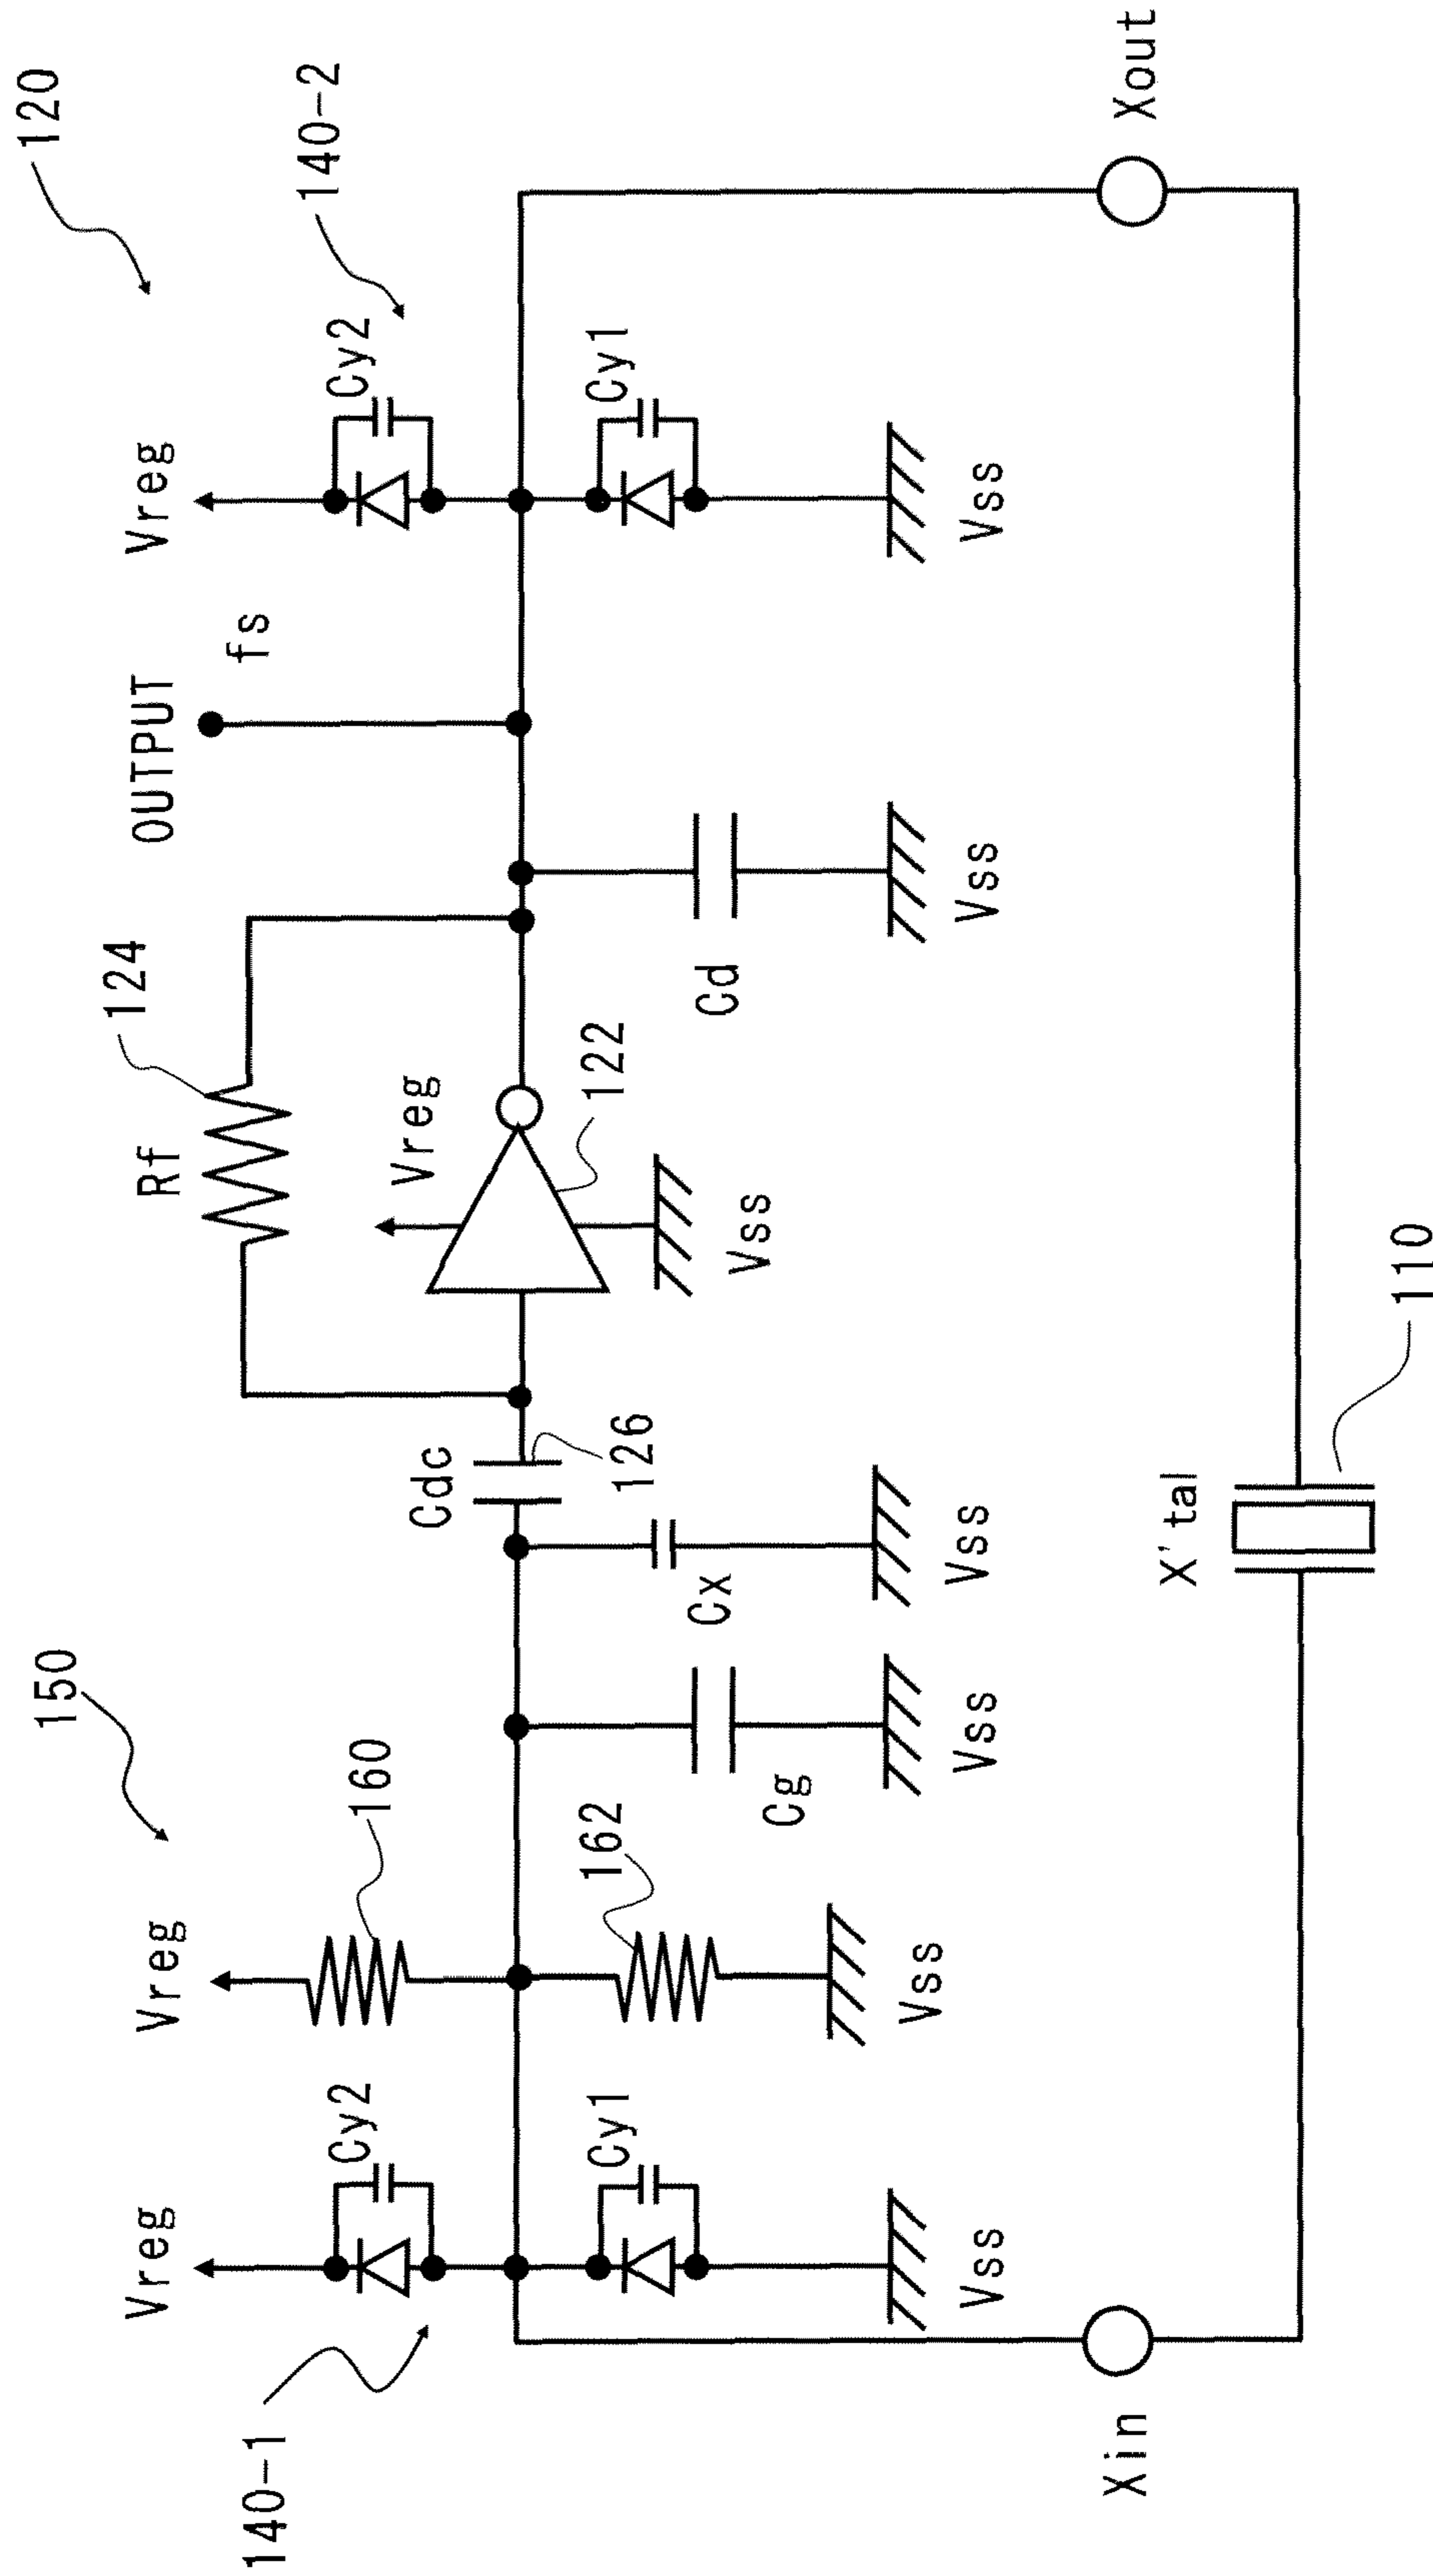 120
150
140-2
124
OUTPUT
fs
Vreg
Vreg
Vreg
Rf
160
Cy2
Cy2
140-1
Vreg
Cdc
126
122
162
Cy1
Cy1
Vss
Cx
Cg
Cd
Vss
Vss
Vss
Vss
Vss
Vss
Xin
Xout
X'tal
110